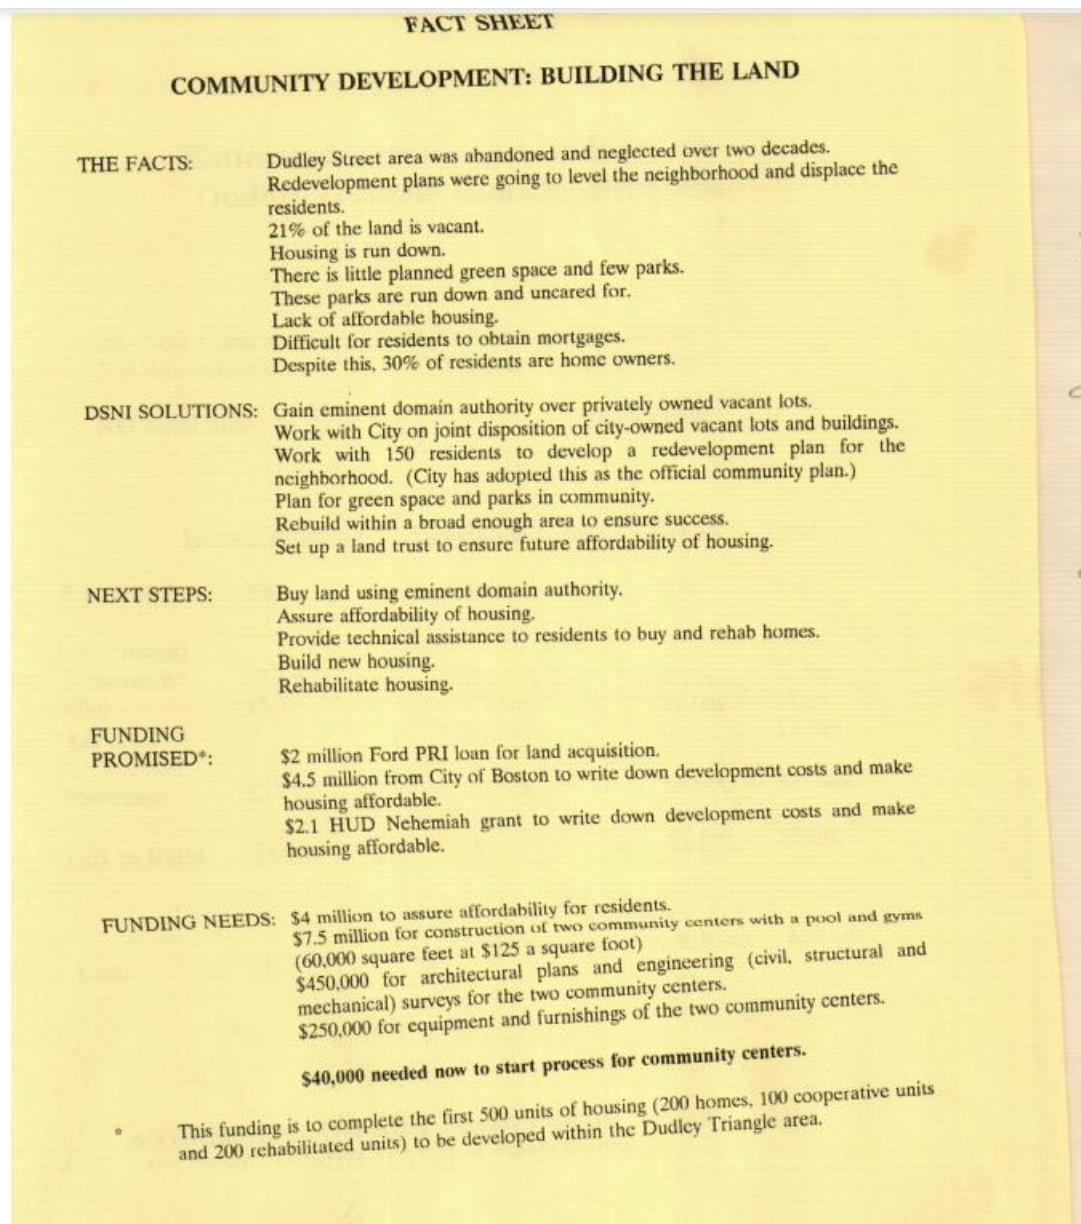 FACT SHEET
COMMUNITY DEVELOPMENT: BUILDING THE LAND
THE FACTS: Dudley Street area was abandoned and neglected over two decades.
Redevelopment plans were going to level the neighborhood and displace the
residents.
21% of the land is vacant.
Housing is run down.
There is little planned green space and few parks.
These parks are run down and uncared for.
Lack of affordable housing.
Difficult for residents to obtain mortgages.
Despite this, 30% of residents are home owners.
DSNI SOLUTIONS: Gain eminent domain authority over privately owned vacant lots.
Work with City on joint disposition of city-owned vacant lots and buildings.
Work with 150 residents to develop a redevelopment plan for the
neighborhood. (City has adopted this as the official community plan.)
Plan for green space and parks in community.
Rebuild within a broad enough area to ensure success.
Set up a land trust to ensure future affordability of housing.
NEXT STEPS: Buy land using eminent domain authority.
Assure affordability of housing.
Provide technical assistance to residents to buy and rehab homes.
Build new housing.
Rehabilitate housing.
FUNDING
PROMISED*: $2 million Ford PRI loan for land acquisition.
$4.5 million from City of Boston to write down development costs and make
housing affordable.
$2.1 HUD Nehemiah grant to write down development costs and make
housing affordable.
FUNDING NEEDS: $4 million to assure affordability for residents.
$7.5 million for construction of two community centers with a pool and gyms
(60,000 square feet at $125 a square foot)
$450,000 for architectural plans and engineering (civil, structural and
mechanical) surveys for the two community centers.
$250,000 for equipment and furnishings of the two community centers.
$40,000 needed now to start process for community centers.
* This funding is to complete the first 500 units of housing (200 homes, 100 cooperative units
and 200 rehabilitated units) to be developed within the Dudley Triangle area.